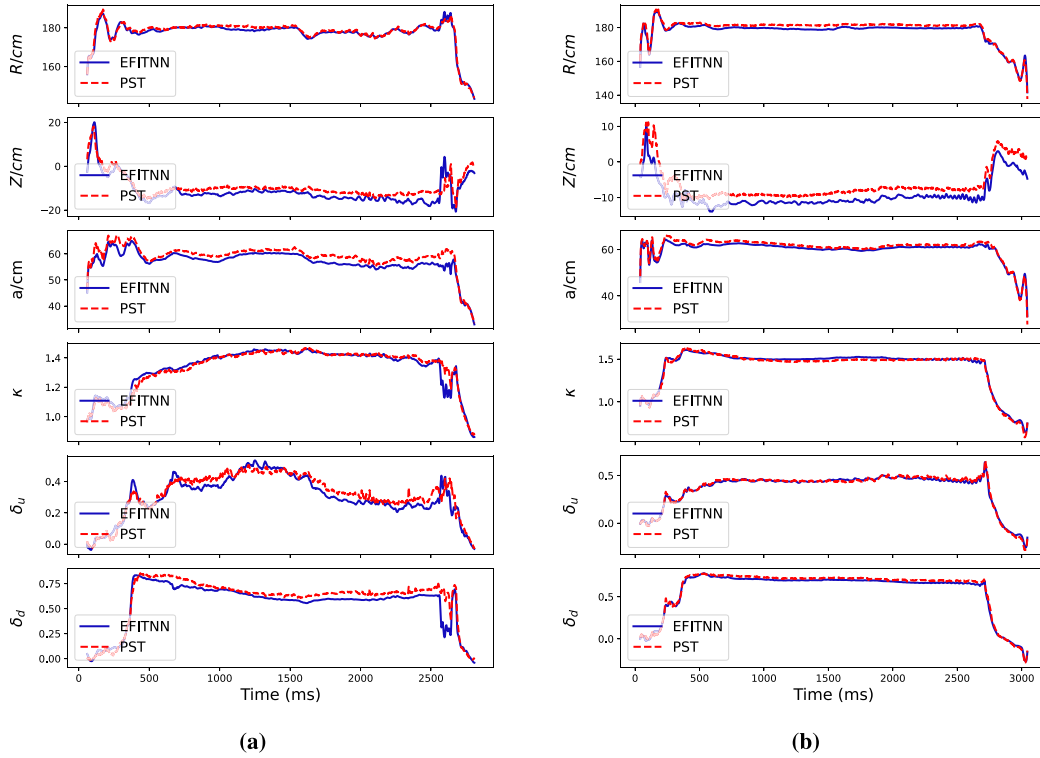 180
160
R/cm
EFITNN
PST
20
0
−20
Z/cm
EFITNN
PST
60
50
40
a/cm
EFITNN
PST
1.4
1.2
1.0
κ
EFITNN
PST
0.4
0.2
0.0
δ_u
EFITNN
PST
0.75
0.50
0.25
0.00
δ_d
EFITNN
PST
0 500 1000 1500 2000 2500
Time (ms)
(a)
180
160
140
R/cm
EFITNN
PST
10
0
−10
Z/cm
EFITNN
PST
60
40
a/cm
EFITNN
PST
1.5
1.0
κ
EFITNN
PST
0.5
0.0
δ_u
EFITNN
PST
0.5
0.0
δ_d
EFITNN
PST
0 500 1000 1500 2000 2500 3000
Time (ms)
(b)